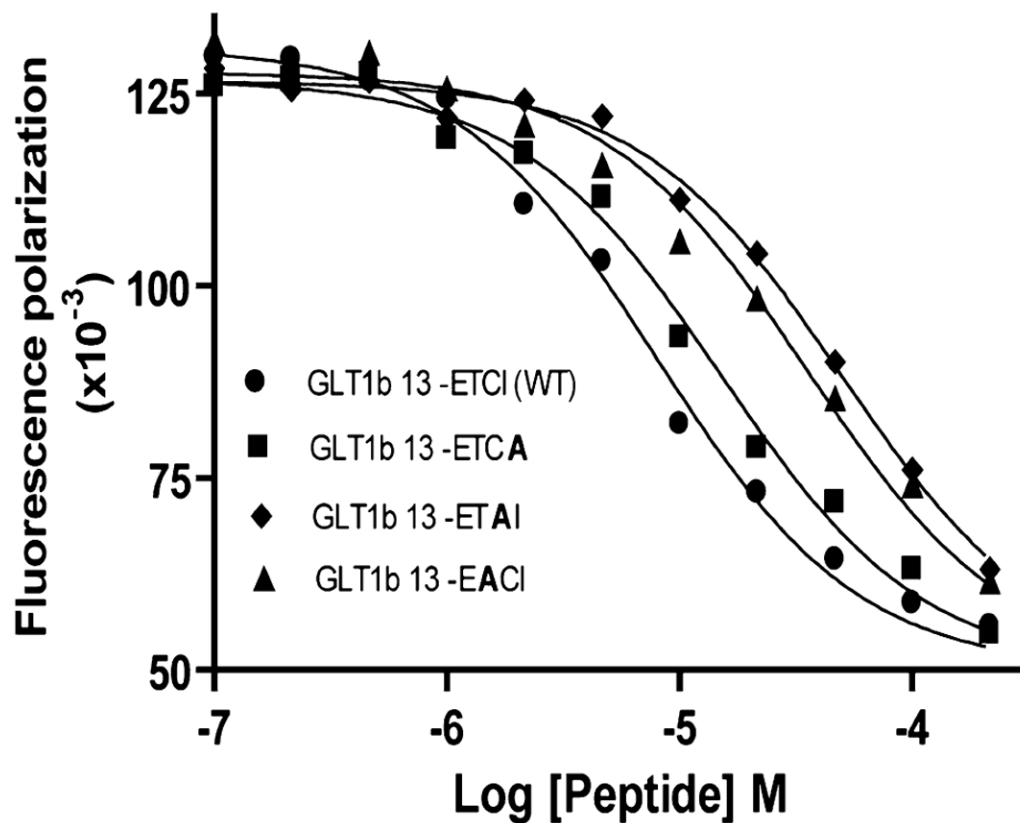 Fluorescence polarization
(x10⁻³)
125
100
75
50
GLT1b 13 -ETCI (WT)
GLT1b 13 -ETCA
GLT1b 13 -ETAI
GLT1b 13 -EACI
-7
-6
-5
-4
Log [Peptide] M